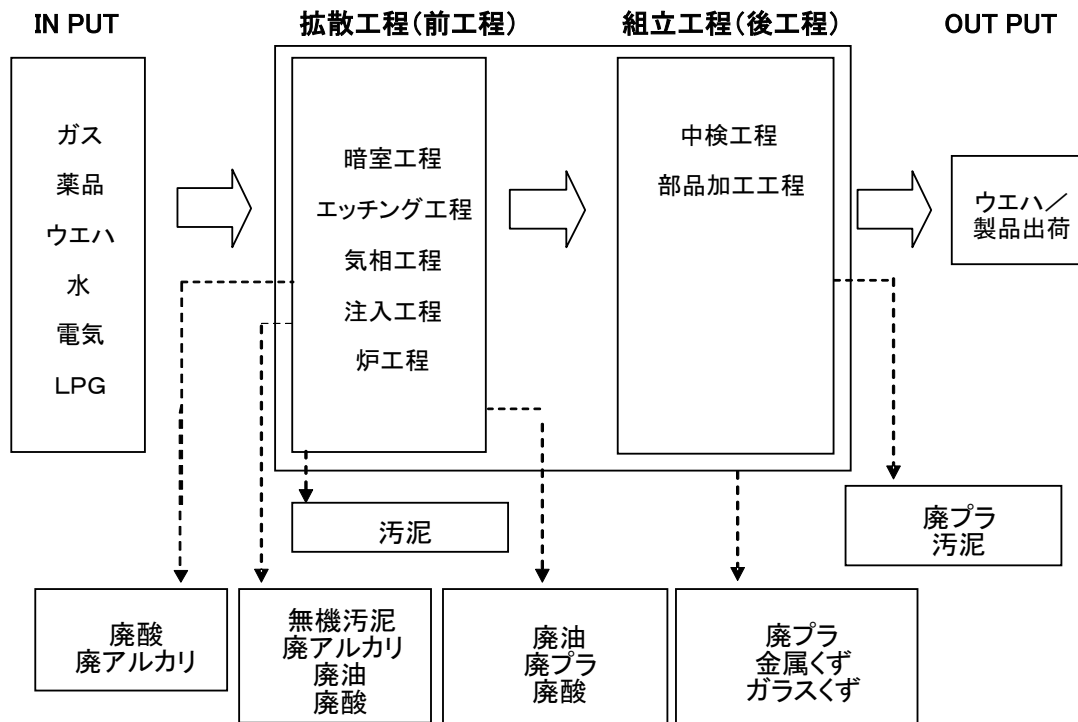 IN PUT
拡散工程(前工程)
組立工程(後工程)
OUT PUT
ガス
薬品
ウエハ
水
電気
LPG
暗室工程
エッチング工程
気相工程
注入工程
炉工程
中検工程
部品加工工程
ウエハ／
製品出荷
汚泥
廃プラ
汚泥
廃酸
廃アルカリ
無機汚泥
廃アルカリ
廃油
廃酸
廃油
廃プラ
廃酸
廃プラ
金属くず
ガラスくず